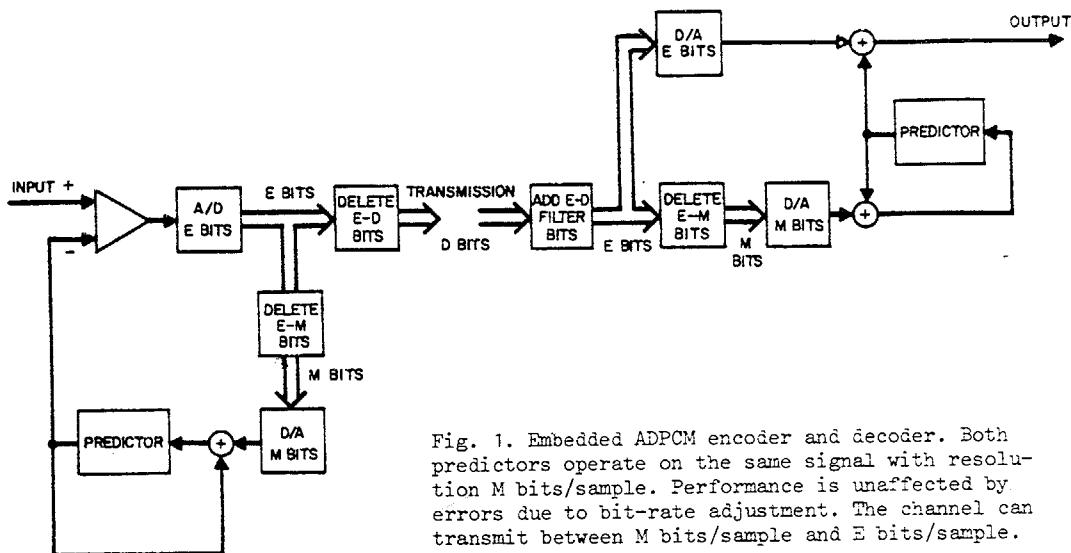 D/A
E BITS
OUTPUT
PREDICTOR
INPUT +
-
A/D
E BITS
E BITS
DELETE
E-D
BITS
TRANSMISSION
D BITS
ADD E-D
FILTER
BITS
E BITS
DELETE
E-M
BITS
M
BITS
D/A
M BITS
+
+
DELETE
E-M
BITS
M BITS
D/A
M BITS
+
PREDICTOR
Fig. 1. Embedded ADPCM encoder and decoder. Both
predictors operate on the same signal with resolu-
tion M bits/sample. Performance is unaffected by
errors due to bit-rate adjustment. The channel can
transmit between M bits/sample and E bits/sample.